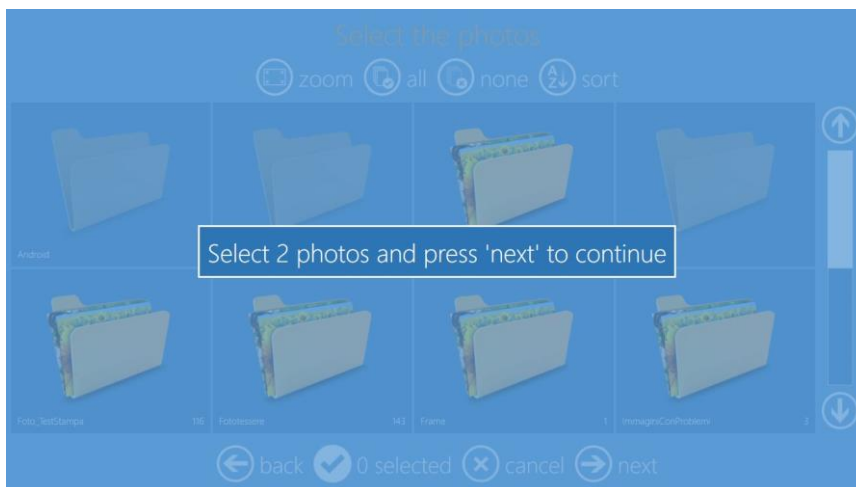 Select the photos
zoom all none sort
Android
Select 2 photos and press 'next' to continue
Foto_TestStampa 116 Fototessere 143 Frame 1 ImmaginiConProblemi 3
back 0 selected cancel next